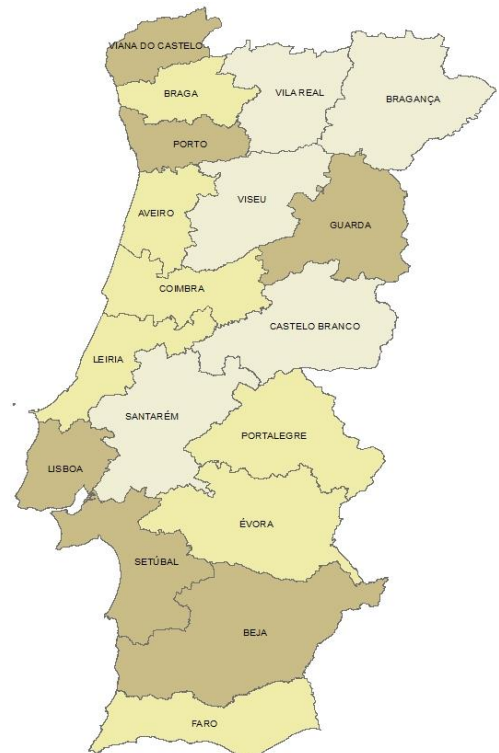 VIANA DO CASTELO
BRAGA
VILA REAL
BRAGANÇA
PORTO
AVEIRO
VISEU
GUARDA
COIMBRA
CASTELO BRANCO
LEIRIA
SANTARÉM
PORTALEGRE
LISBOA
ÉVORA
SETÚBAL
BEJA
FARO